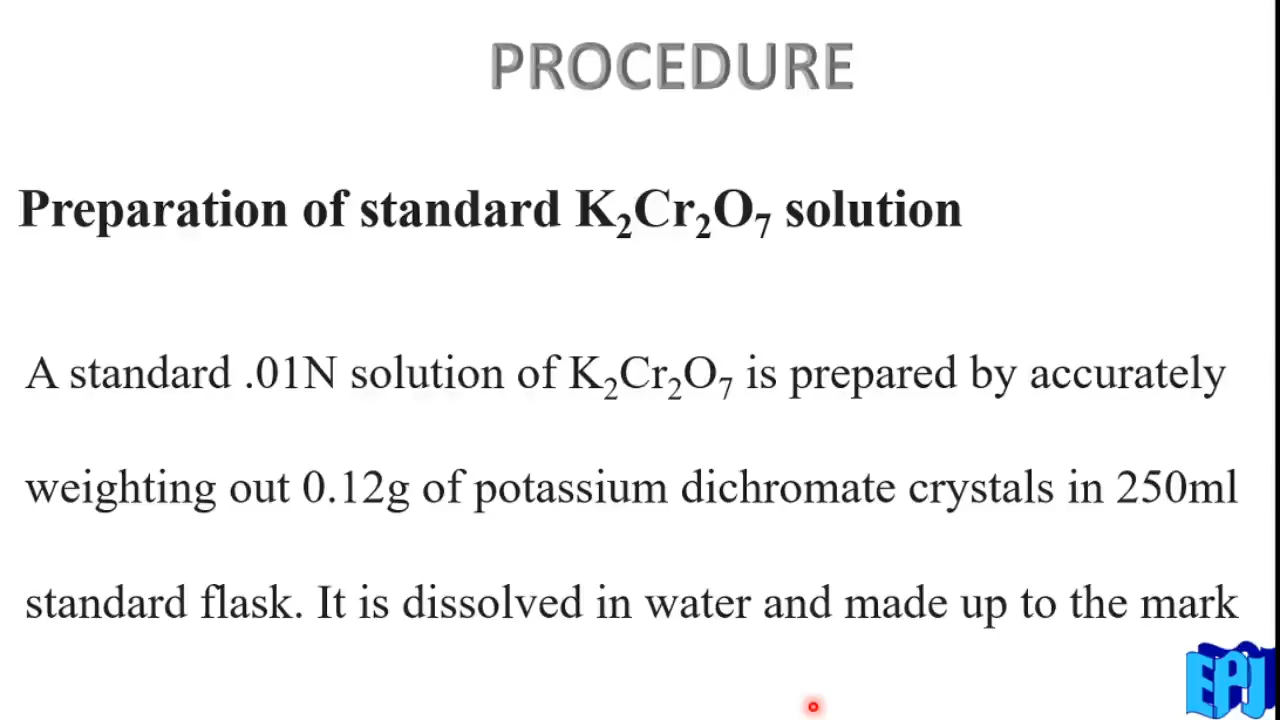 PROCEDURE
Preparation of standard K₂Cr₂O₇ solution
A standard .01N solution of K₂Cr₂O₇ is prepared by accurately
weighting out 0.12g of potassium dichromate crystals in 250ml
standard flask. It is dissolved in water and made up to the mark
EPJ